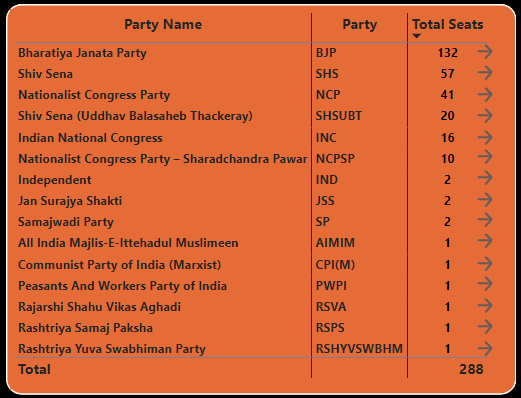 Party Name Party Total Seats
Bharatiya Janata Party BJP 132
Shiv Sena SHS 57
Nationalist Congress Party NCP 41
Shiv Sena (Uddhav Balasaheb Thackeray) SHSUBT 20
Indian National Congress INC 16
Nationalist Congress Party – Sharadchandra Pawar NCPSP 10
Independent IND 2
Jan Surajya Shakti JSS 2
Samajwadi Party SP 2
All India Majlis-E-Ittehadul Muslimeen AIMIM 1
Communist Party of India (Marxist) CPI(M) 1
Peasants And Workers Party of India PWPI 1
Rajarshi Shahu Vikas Aghadi RSVA 1
Rashtriya Samaj Paksha RSPS 1
Rashtriya Yuva Swabhiman Party RSHYVSWBHM 1
Total 288